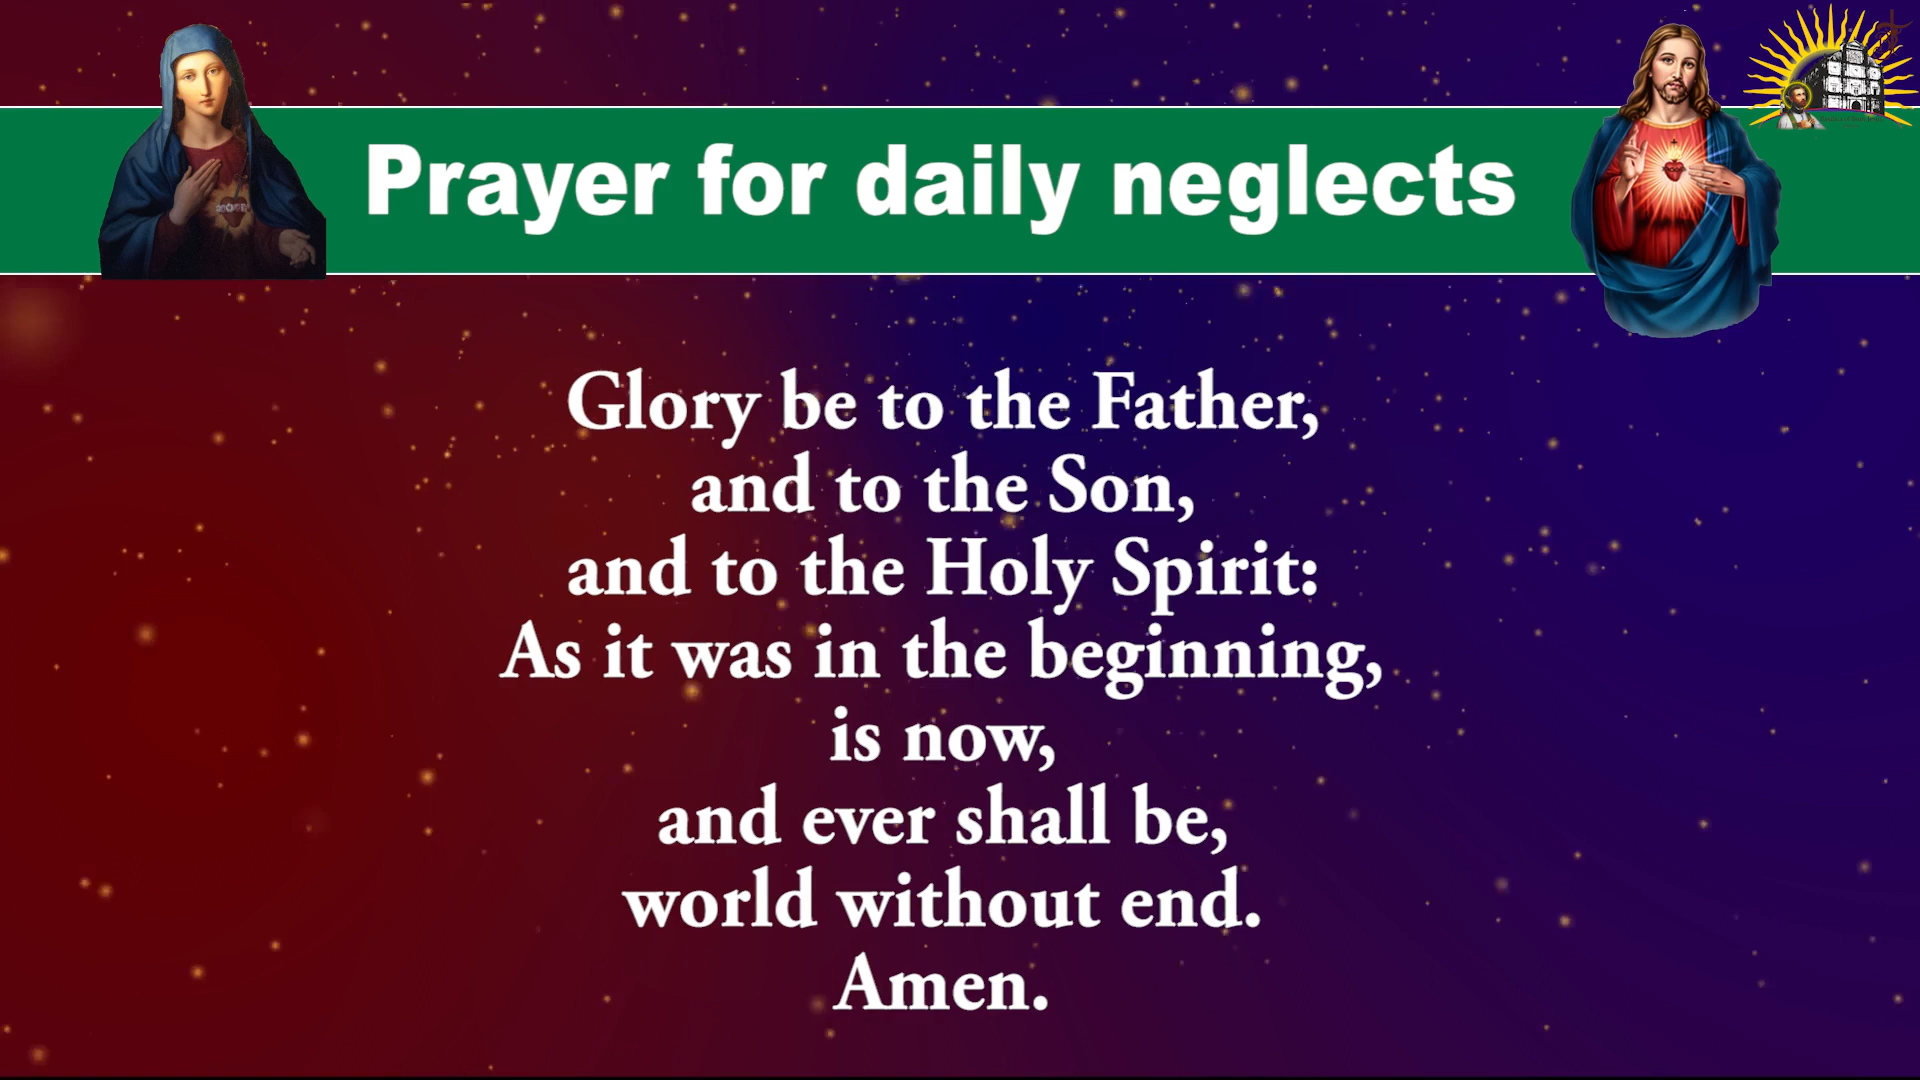 Prayer for daily neglects
Glory be to the Father,
and to the Son,
and to the Holy Spirit:
As it was in the beginning,
is now,
and ever shall be,
world without end.
Amen.